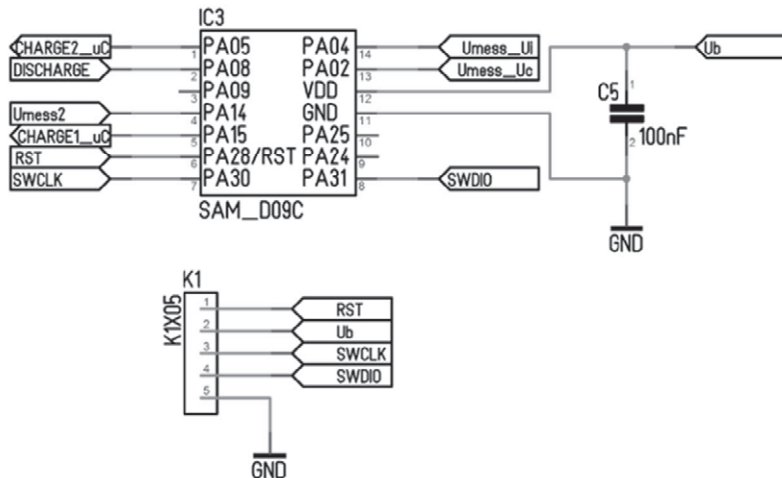 IC3
CHARGE2_uC 1 PA05 PA04 14 Umess_Ui
DISCHARGE 2 PA08 PA02 13 Umess_Uc
3 PA09 VDD 12
Umess2 4 PA14 GND 11
CHARGE1_uC 5 PA15 PA25 10
RST 6 PA28/RST PA24 9
SWCLK 7 PA30 PA31 8 SWDIO
SAM_D09C
Ub
C5 1
100nF
2
GND
K1
K1X05
1 RST
2 Ub
3 SWCLK
4 SWDIO
5
GND